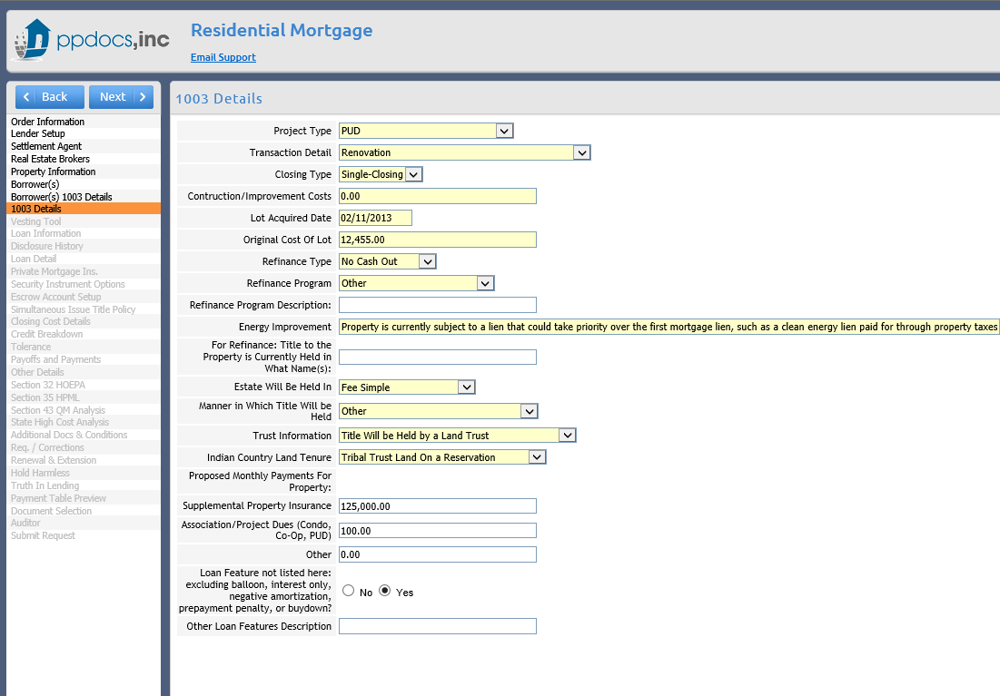 ppdocs,inc
Residential Mortgage
Email Support
Back
Next
Order Information
Lender Setup
Settlement Agent
Real Estate Brokers
Property Information
Borrower(s)
Borrower(s) 1003 Details
1003 Details
Vesting Tool
Loan Information
Disclosure History
Loan Detail
Private Mortgage Ins.
Security Instrument Options
Escrow Account Setup
Simultaneous Issue Title Policy
Closing Cost Details
Credit Breakdown
Tolerance
Payoffs and Payments
Other Details
Section 32 HOEPA
Section 35 HPML
Section 43 QM Analysis
State High Cost Analysis
Additional Docs & Conditions
Req. / Corrections
Renewal & Extension
Hold Harmless
Truth In Lending
Payment Table Preview
Document Selection
Auditor
Submit Request
1003 Details
Project Type PUD
Transaction Detail Renovation
Closing Type Single-Closing
Contruction/Improvement Costs 0.00
Lot Acquired Date 02/11/2013
Original Cost Of Lot 12,455.00
Refinance Type No Cash Out
Refinance Program Other
Refinance Program Description:
Energy Improvement Property is currently subject to a lien that could take priority over the first mortgage lien, such as a clean energy lien paid for through property taxes
For Refinance: Title to the
Property is Currently Held in
What Name(s):
Estate Will Be Held In Fee Simple
Manner in Which Title Will be
Held Other
Trust Information Title Will be Held by a Land Trust
Indian Country Land Tenure Tribal Trust Land On a Reservation
Proposed Monthly Payments For
Property:
Supplemental Property Insurance 125,000.00
Association/Project Dues (Condo,
Co-Op, PUD) 100.00
Other 0.00
Loan Feature not listed here:
excluding balloon, interest only,
negative amortization,
prepayment penalty, or buydown? No Yes
Other Loan Features Description